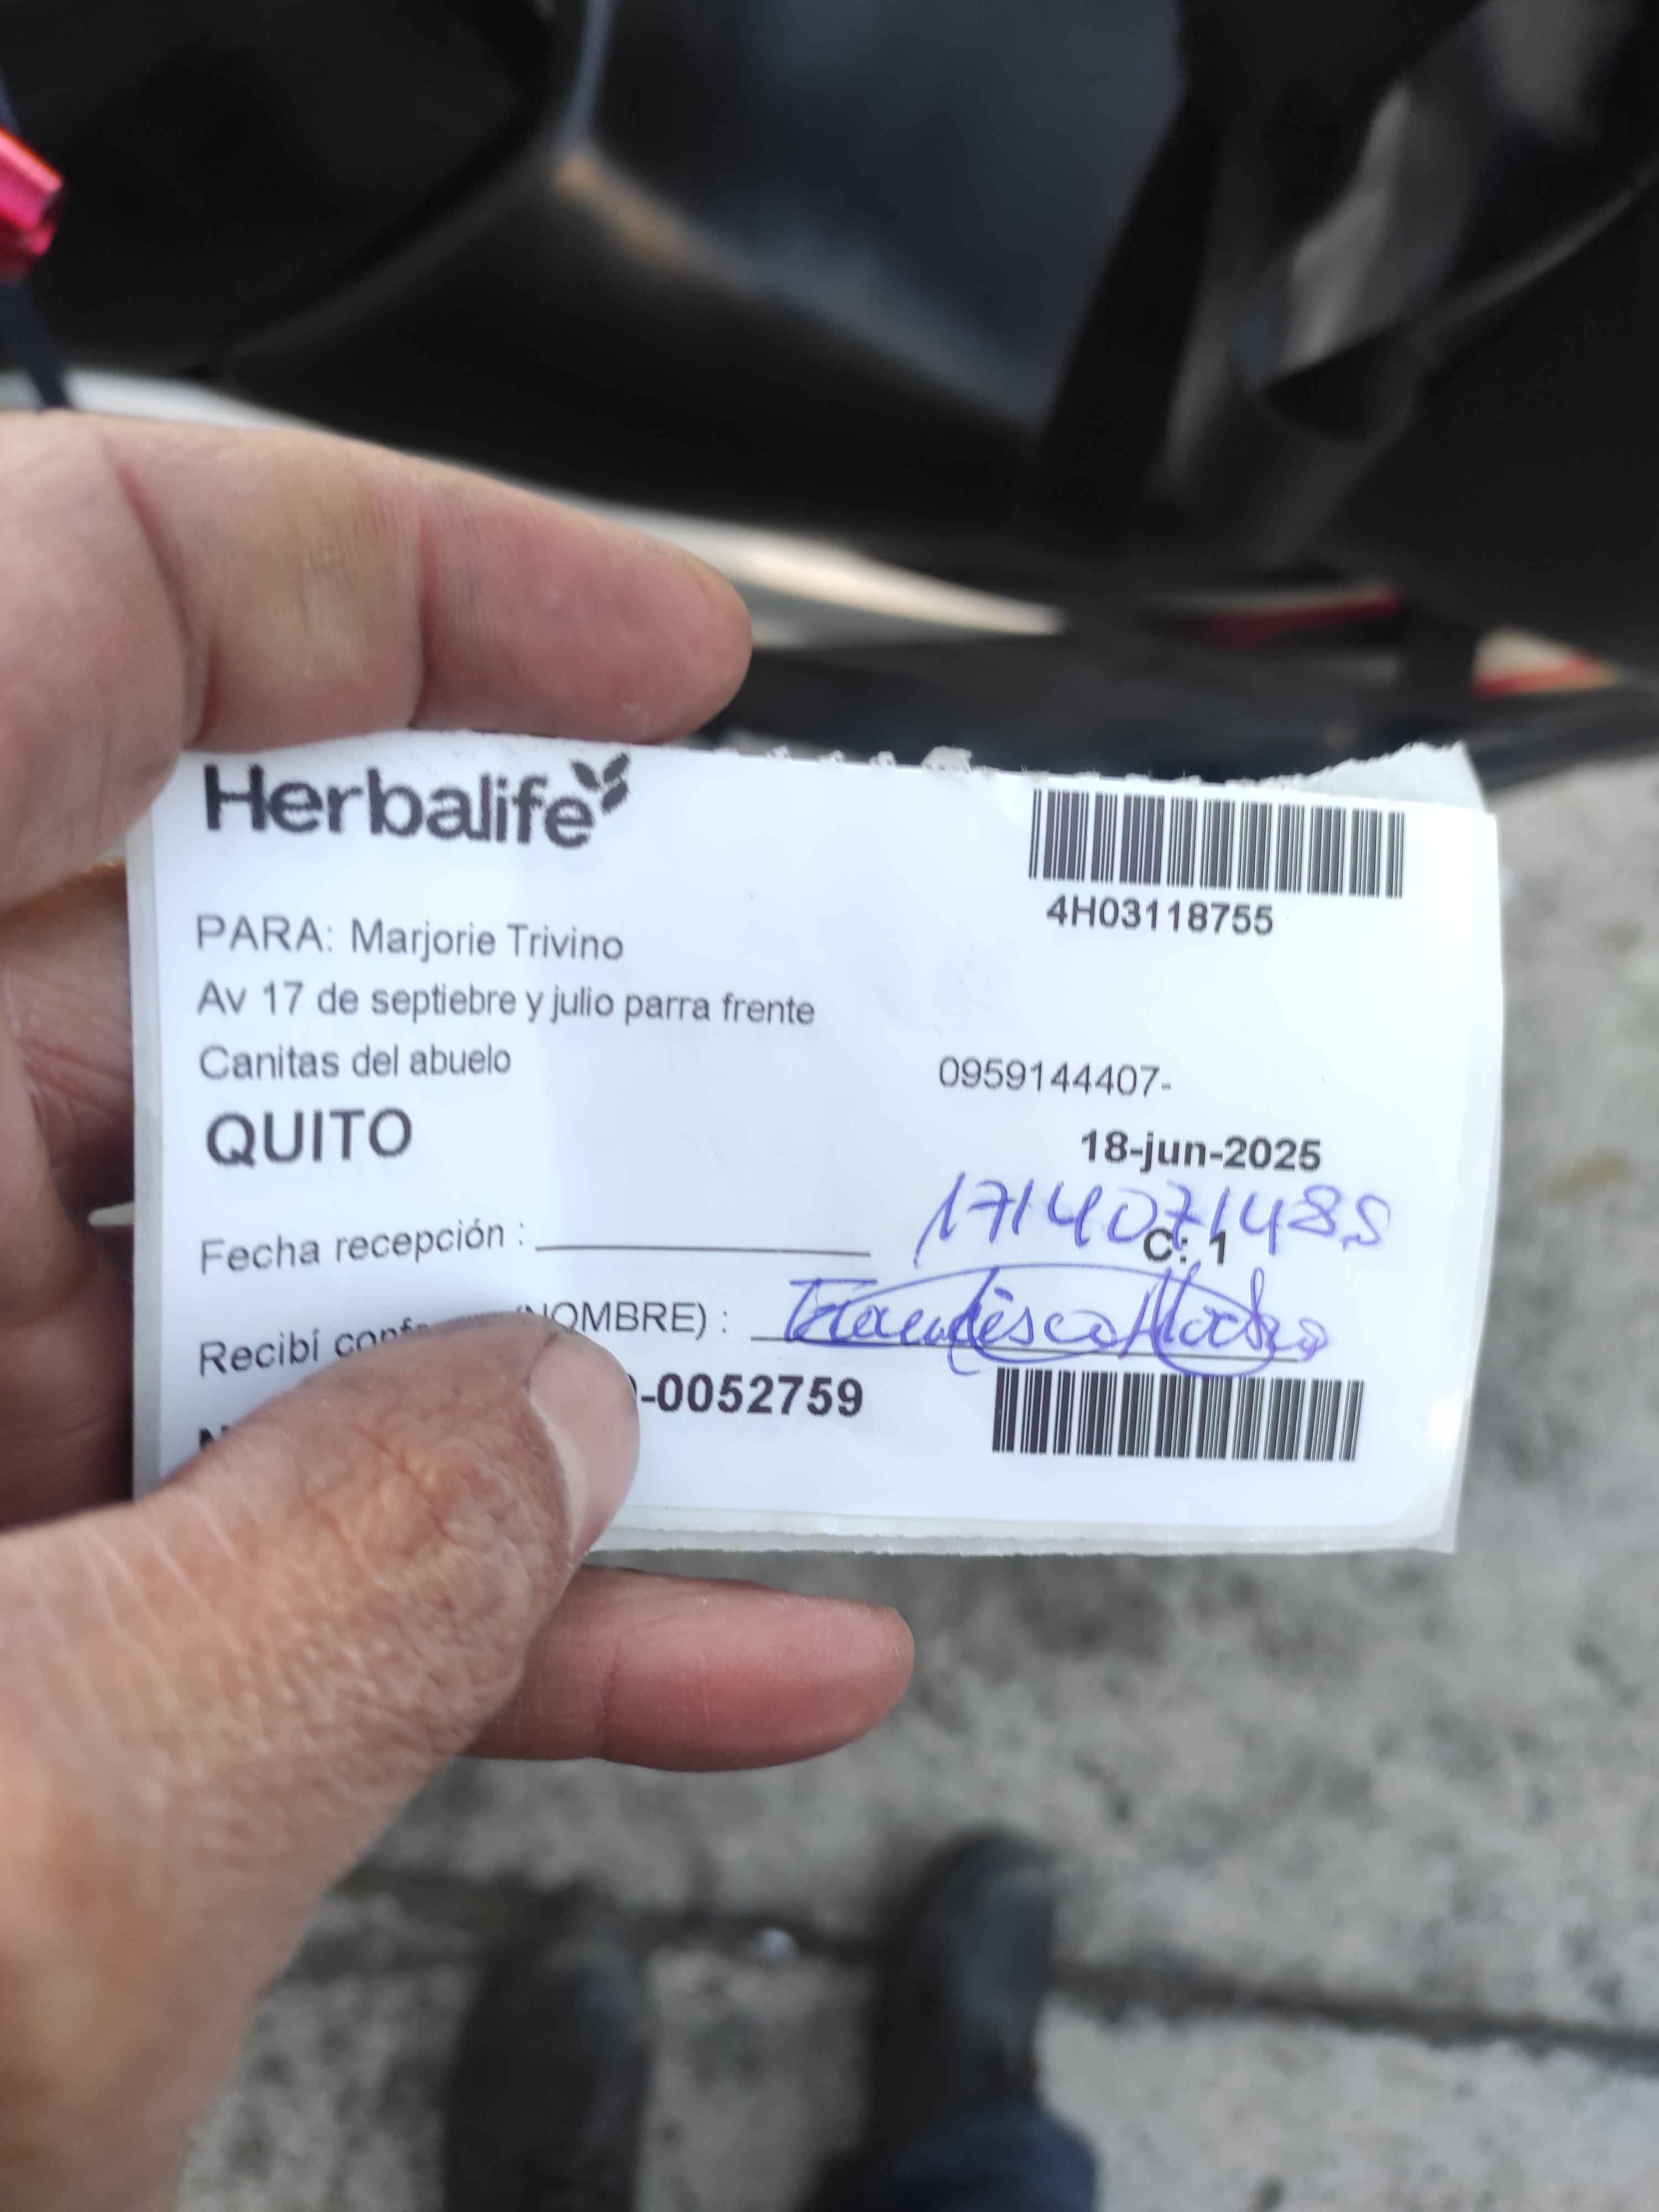 Herbalife
4H03118755
PARA: Marjorie Trivino
Av 17 de septiebre y julio parra frente
Canitas del abuelo
0959144407-
QUITO
18-jun-2025
Fecha recepción :
C: 1
Recibí (NOMBRE) :
-0052759